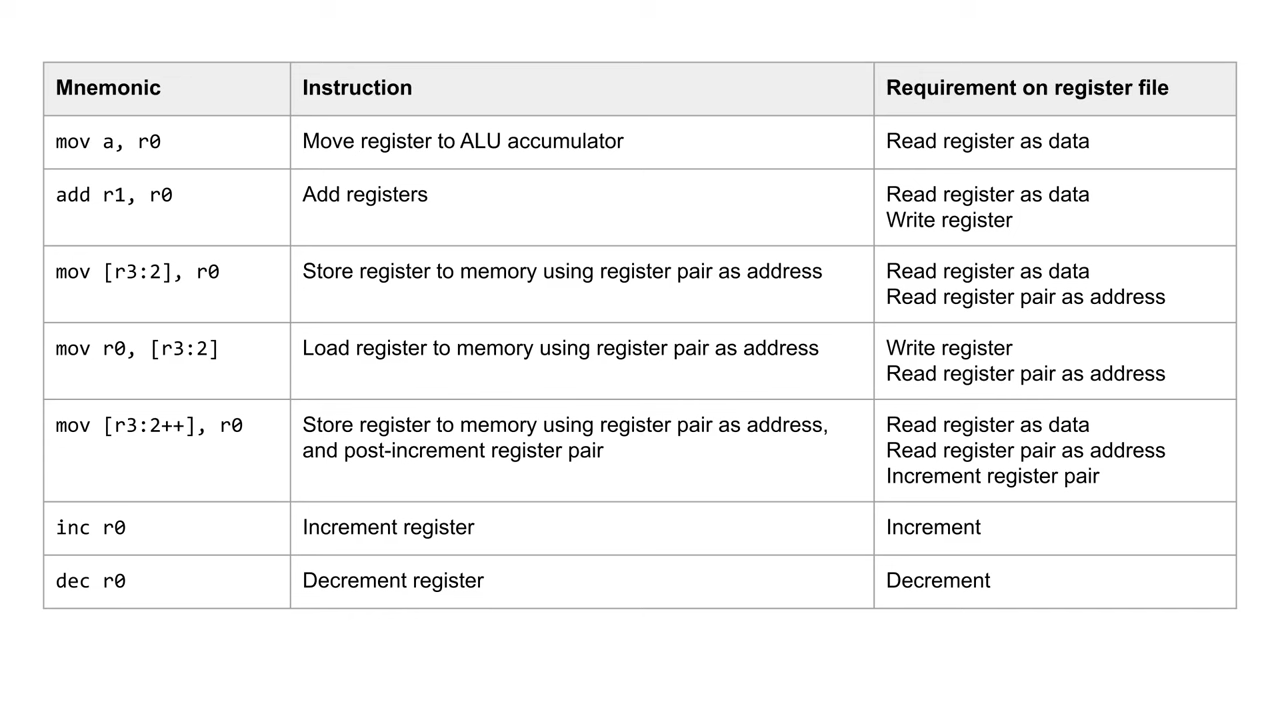 Mnemonic Instruction Requirement on register file
mov a, r0 Move register to ALU accumulator Read register as data
add r1, r0 Add registers Read register as data
Write register
mov [r3:2], r0 Store register to memory using register pair as address Read register as data
Read register pair as address
mov r0, [r3:2] Load register to memory using register pair as address Write register
Read register pair as address
mov [r3:2++], r0 Store register to memory using register pair as address, Read register as data
and post-increment register pair Read register pair as address
Increment register pair
inc r0 Increment register Increment
dec r0 Decrement register Decrement